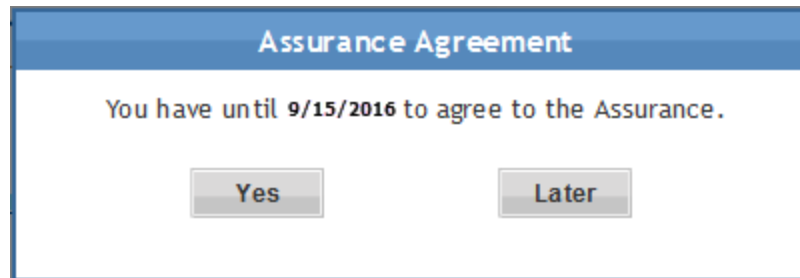 Assurance Agreement
You have until 9/15/2016 to agree to the Assurance.
Yes Later